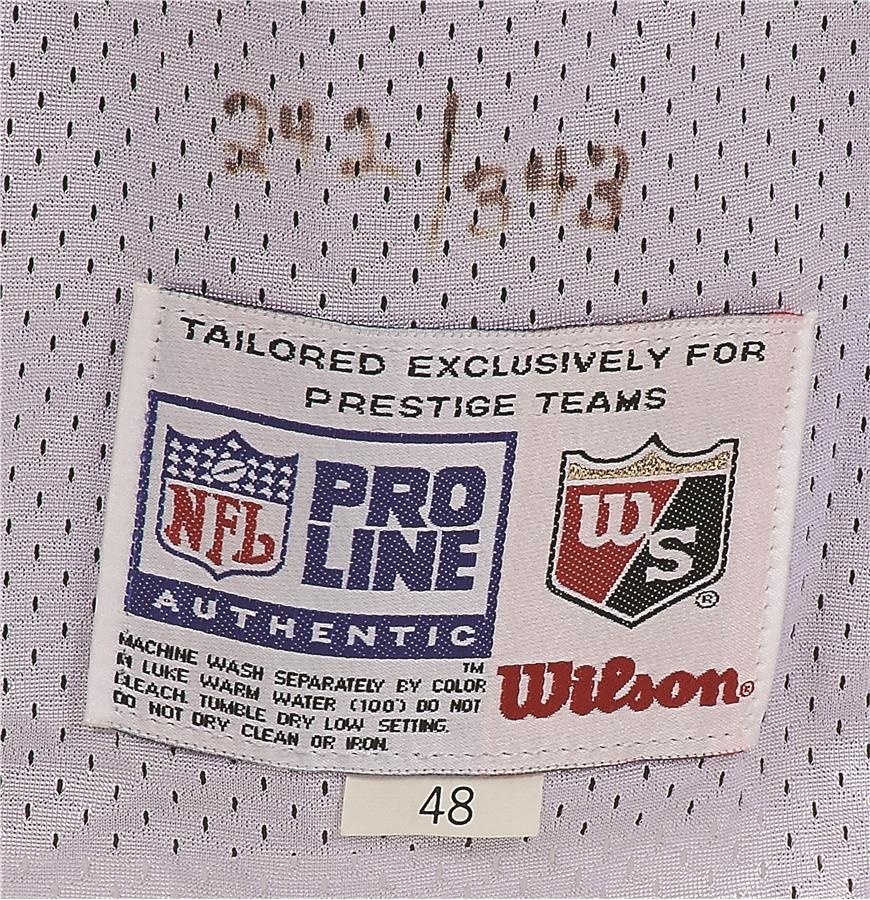 242/343
TAILORED EXCLUSIVELY FOR
PRESTIGE TEAMS
NFL
PRO
LINE
AUTHENTIC
TM
MACHINE WASH SEPARATELY BY COLOR
IN LUKE WARM WATER (100°) DO NOT
BLEACH. TUMBLE DRY LOW SETTING.
DO NOT DRY CLEAN OR IRON.
W
S
®
Wilson®
48